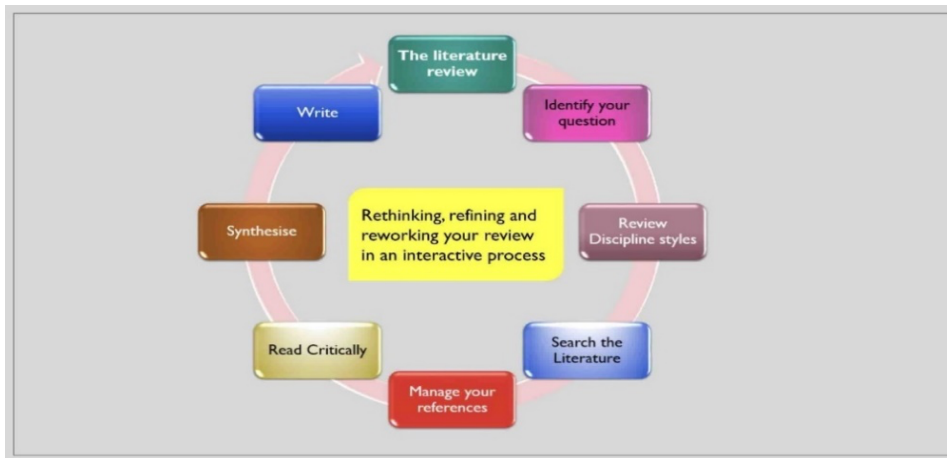 The literature
review
Identify your
question
Review
Discipline styles
Search the
Literature
Manage your
references
Read Critically
Synthesise
Write
Rethinking, refining and
reworking your review
in an interactive process